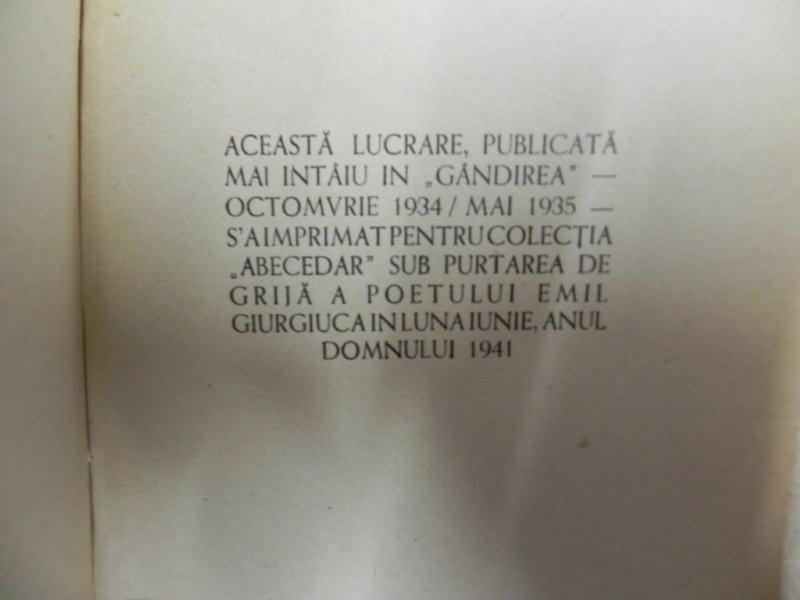 ACEASTĂ LUCRARE, PUBLICATĂ
MAI INTÂIU IN „GÂNDIREA" —
OCTOMVRIE 1934 / MAI 1935 —
S'A IMPRIMAT PENTRU COLECȚIA
„ABECEDAR" SUB PURTAREA DE
GRIJĂ A POETULUI EMIL
GIURGIUCA IN LUNA IUNIE, ANUL
DOMNULUI 1941